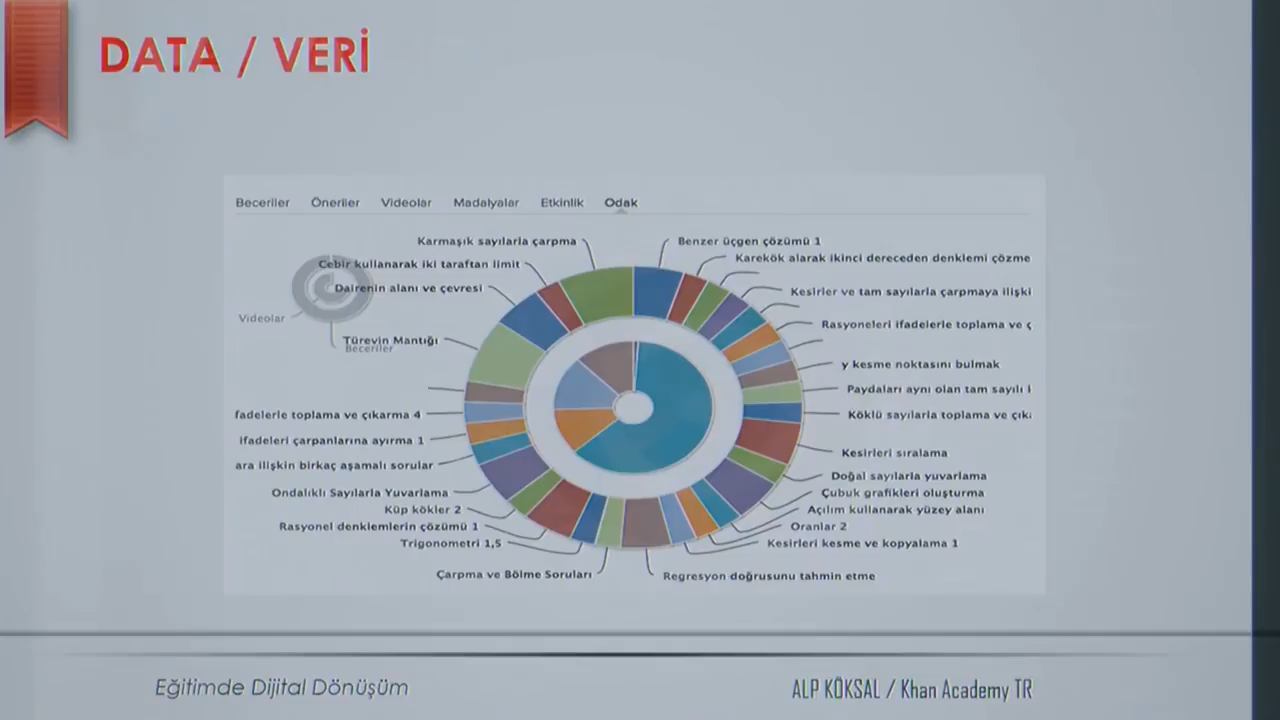 DATA / VERİ
Beceriler Öneriler Videolar Madalyalar Etkinlik Odak
Karmaşık sayılarla çarpma
Cebir kullanarak iki taraftan limit
Dairenin alanı ve çevresi
Videolar
Türevin Mantığı
Beceriler
fadelerle toplama ve çıkarma 4
ifadeleri çarpanlarına ayırma 1
ara ilişkin birkaç aşamalı sorular
Ondalıklı Sayılarla Yuvarlama
Küp kökler 2
Rasyonel denklemlerin çözümü 1
Trigonometri 1,5
Çarpma ve Bölme Soruları
Benzer üçgen çözümü 1
Karekök alarak ikinci dereceden denklemi çözme
Kesirler ve tam sayılarla çarpmaya ilişki
Rasyoneleri ifadelerle toplama ve ç
y kesme noktasını bulmak
Paydaları aynı olan tam sayılı k
Köklü sayılarla toplama ve çıka
Kesirleri sıralama
Doğal sayılarla yuvarlama
Çubuk grafikleri oluşturma
Açılım kullanarak yüzey alanı
Oranlar 2
Kesirleri kesme ve kopyalama 1
Regresyon doğrusunu tahmin etme
Eğitimde Dijital Dönüşüm
ALP KÖKSAL / Khan Academy TR